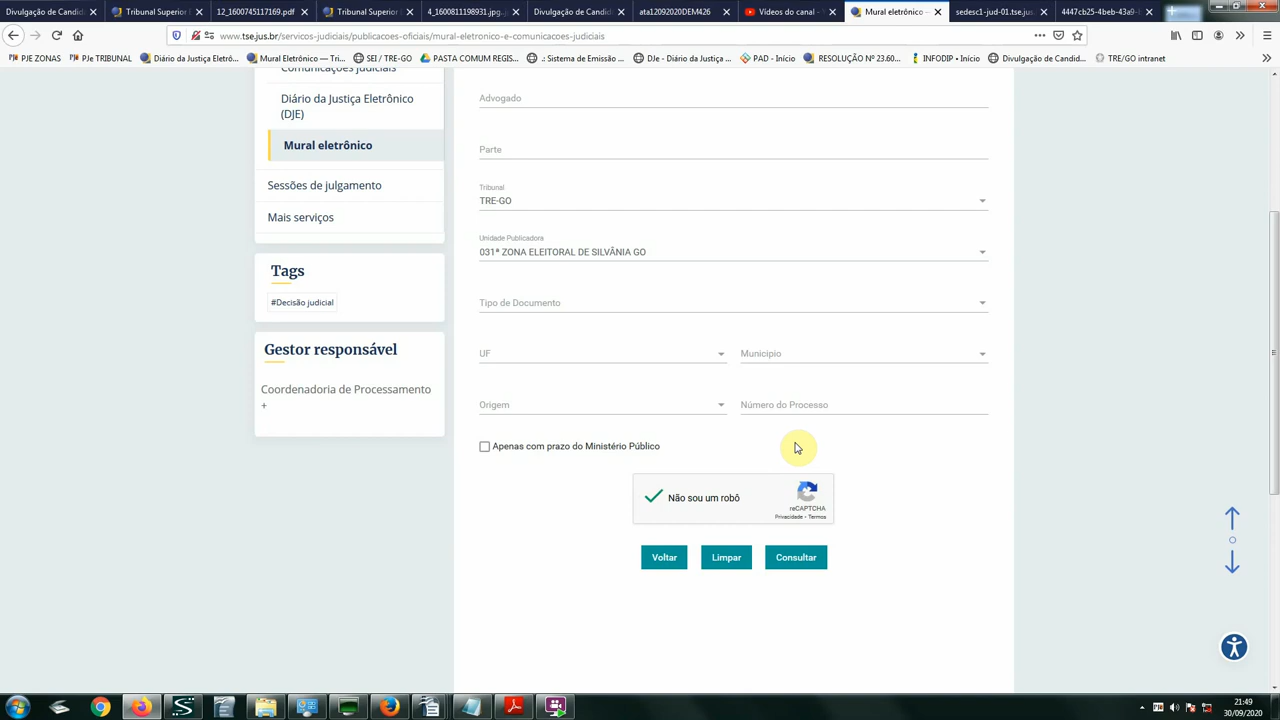 Divulgação de Candida
Tribunal Superior E
12_1600745117169.pdf
Tribunal Superior E
4_1600811198931.jpg
Divulgação de Candida
ata12092020DEM426
Vídeos do canal -
Mural eletrônico –
sedesc1-jud-01.tse.jus.
4447cb25-4beb-43a9-b
www.tse.jus.br/servicos-judiciais/publicacoes-oficiais/mural-eletronico-e-comunicacoes-judiciais
PJE ZONAS
PJe TRIBUNAL
Diário da Justiça Eletrô...
Mural Eletrônico — Tri...
SEI / TRE-GO
PASTA COMUM REGIS...
.: Sistema de Emissão ...
DJe - Diário da Justiça ...
PAD - Início
RESOLUÇÃO Nº 23.60...
INFODIP • Início
Divulgação de Candid...
TRE/GO intranet
Comunicações judiciais
Diário da Justiça Eletrônico
(DJE)
Mural eletrônico
Sessões de julgamento
Mais serviços
Tags
#Decisão judicial
Gestor responsável
Coordenadoria de Processamento
+
Advogado
Parte
Tribunal
TRE-GO
Unidade Publicadora
031ª ZONA ELEITORAL DE SILVÂNIA GO
Tipo de Documento
UF
Municipio
Origem
Número do Processo
Apenas com prazo do Ministério Público
Não sou um robô
reCAPTCHA
Privacidade - Termos
Voltar
Limpar
Consultar
21:49
30/09/2020